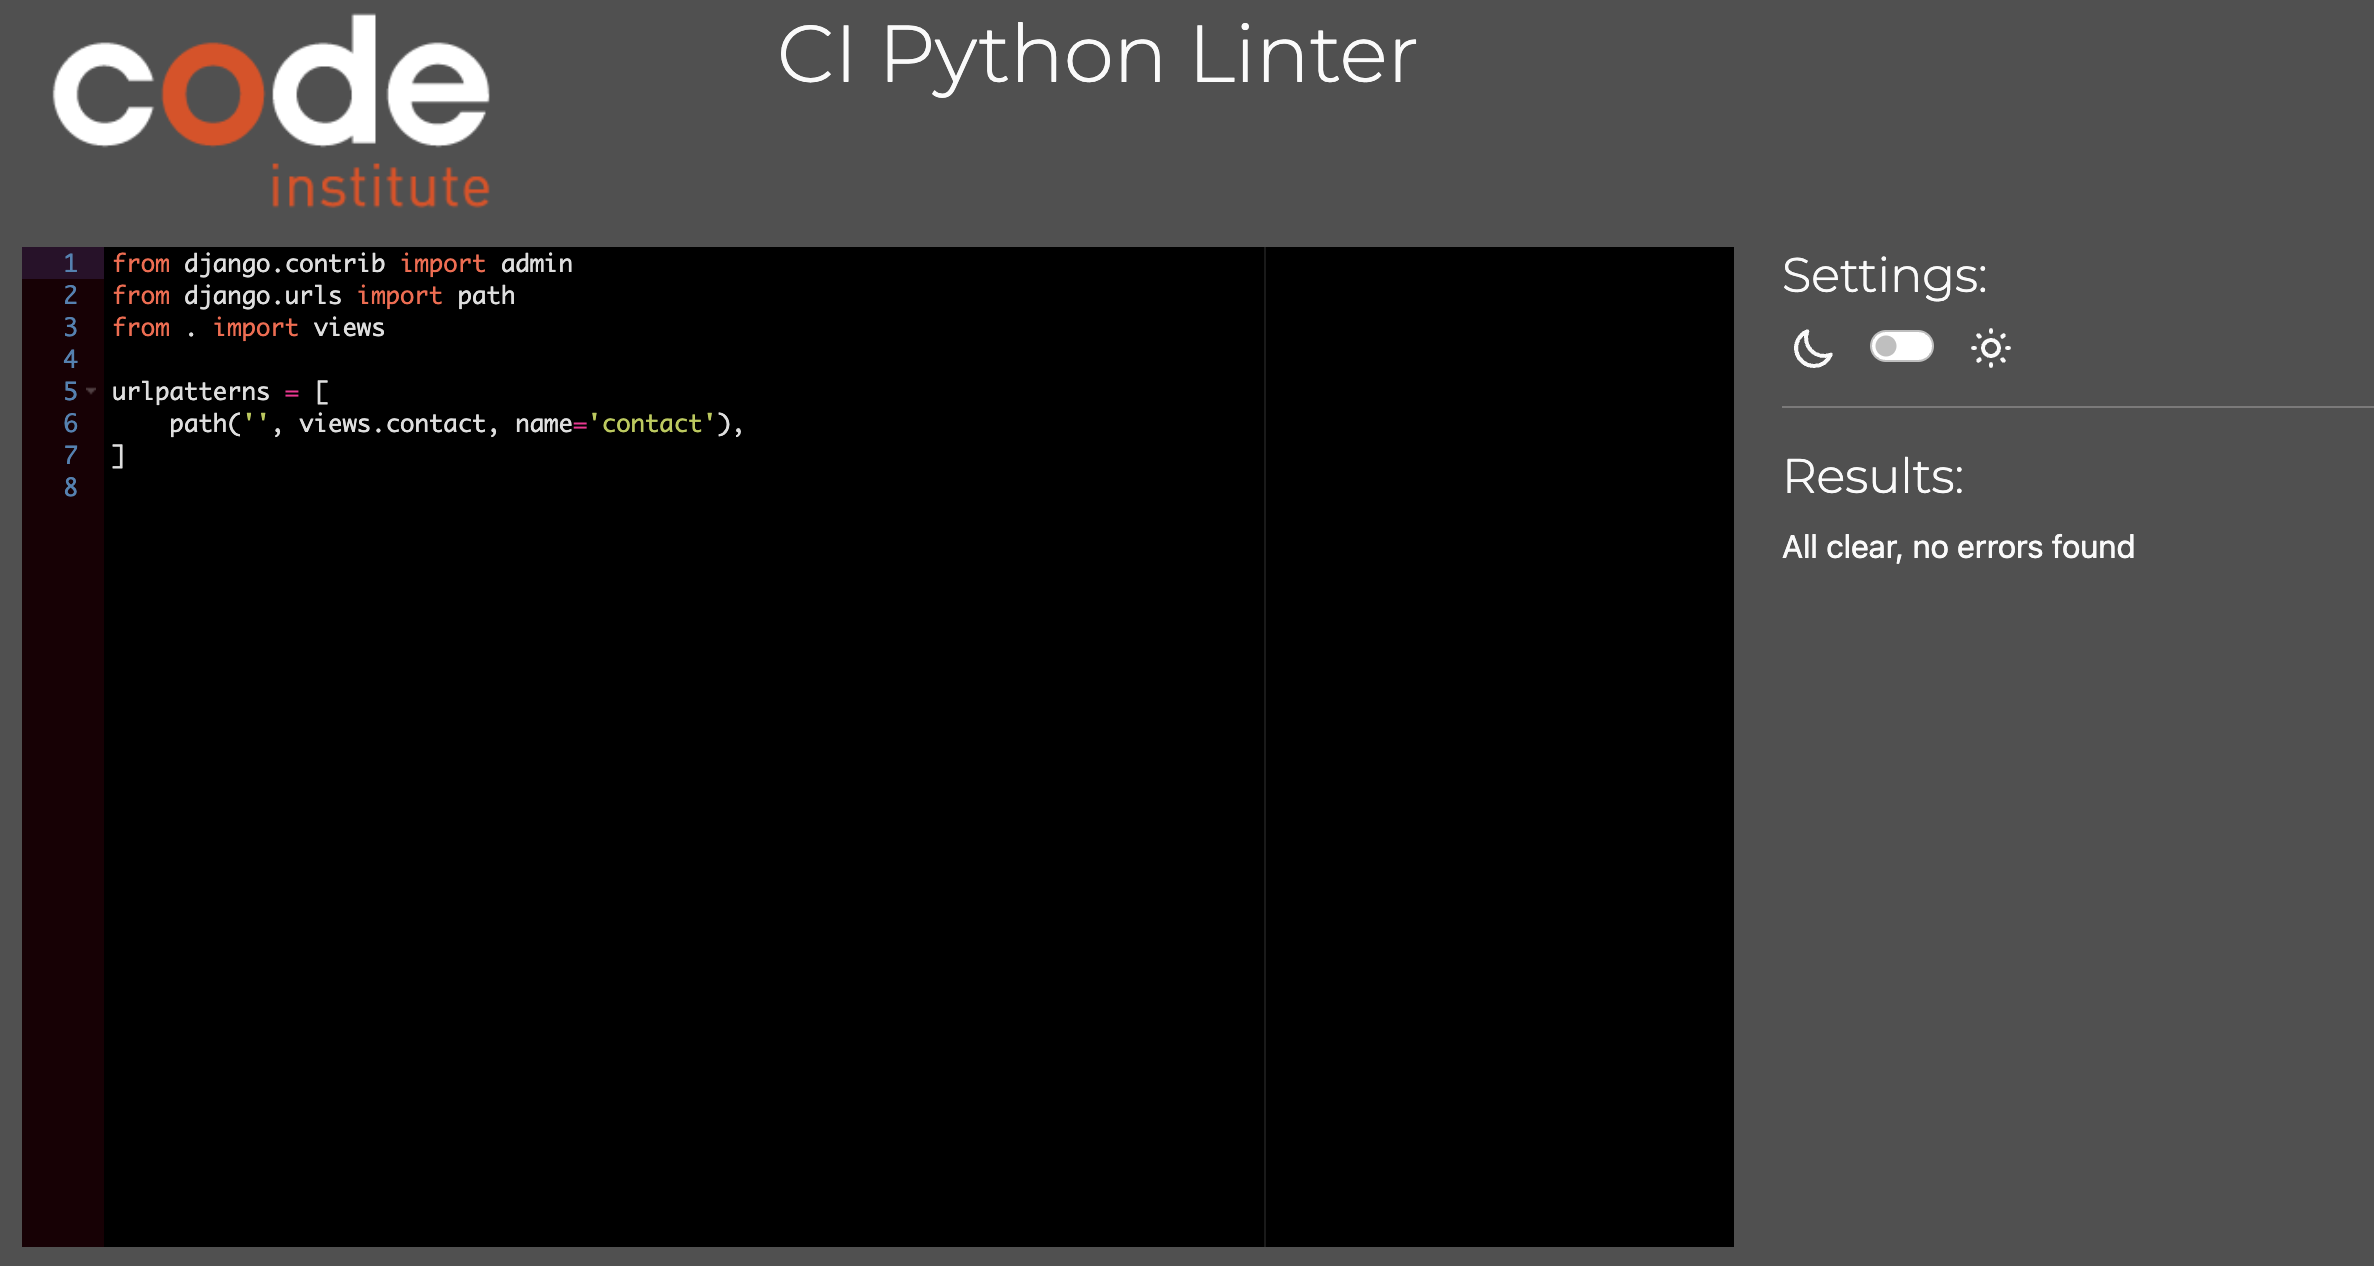 code
institute
CI Python Linter
1 from django.contrib import admin
2 from django.urls import path
3 from . import views
4
5 urlpatterns = [
6     path('', views.contact, name='contact'),
7 ]
8
Settings:
Results:
All clear, no errors found